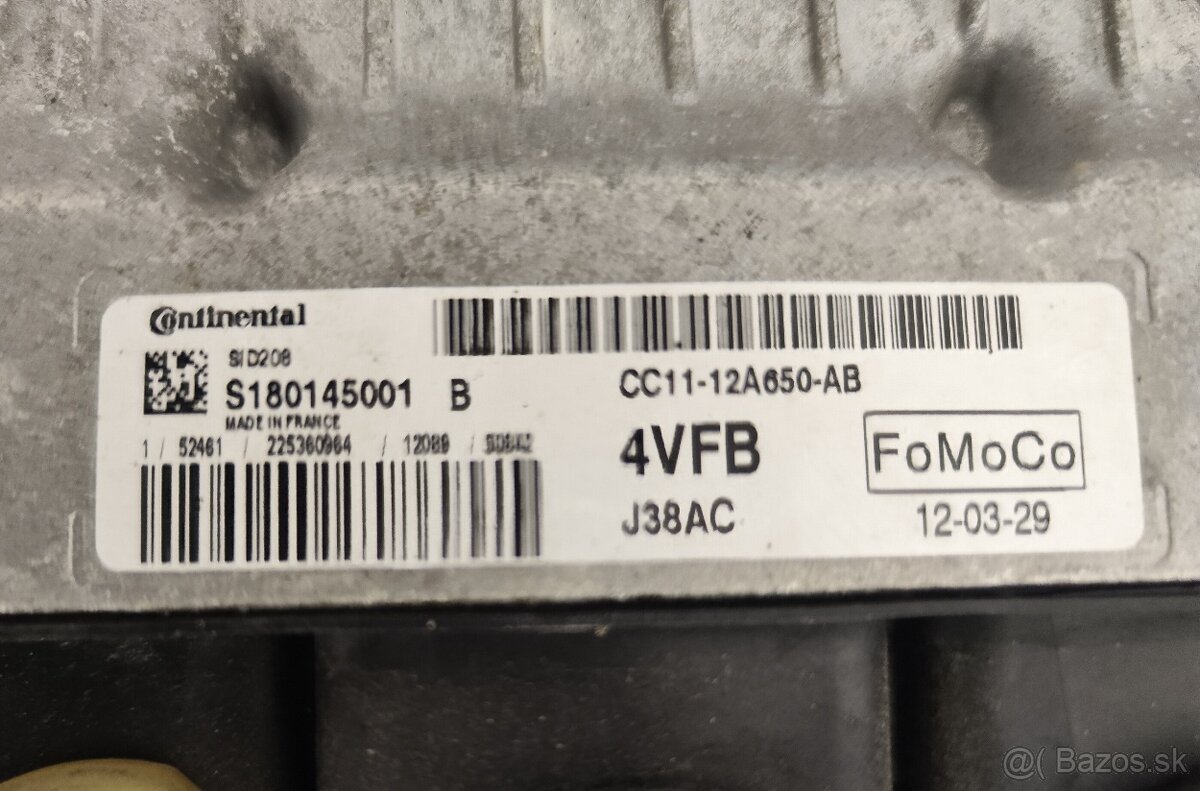 Continental
SID208
S180145001 B
MADE IN FRANCE
1 / 52461 / 225360964 / 12089 /
CC11-12A650-AB
4VFB
FoMoCo
J38AC
12-03-29
@( Bazos.sk